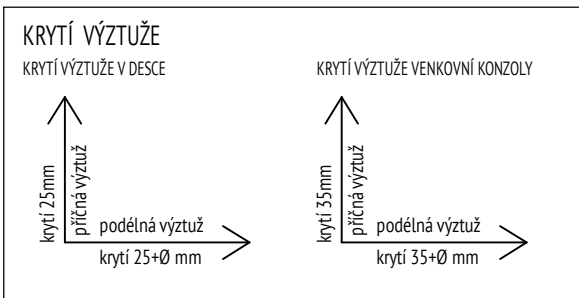 KRYTÍ VÝZTUŽE
KRYTÍ VÝZTUŽE V DESCE
krytí 25mm
příčná výztuž
podélná výztuž
krytí 25+Ø mm
KRYTÍ VÝZTUŽE VENKOVNÍ KONZOLY
krytí 35mm
příčná výztuž
podélná výztuž
krytí 35+Ø mm